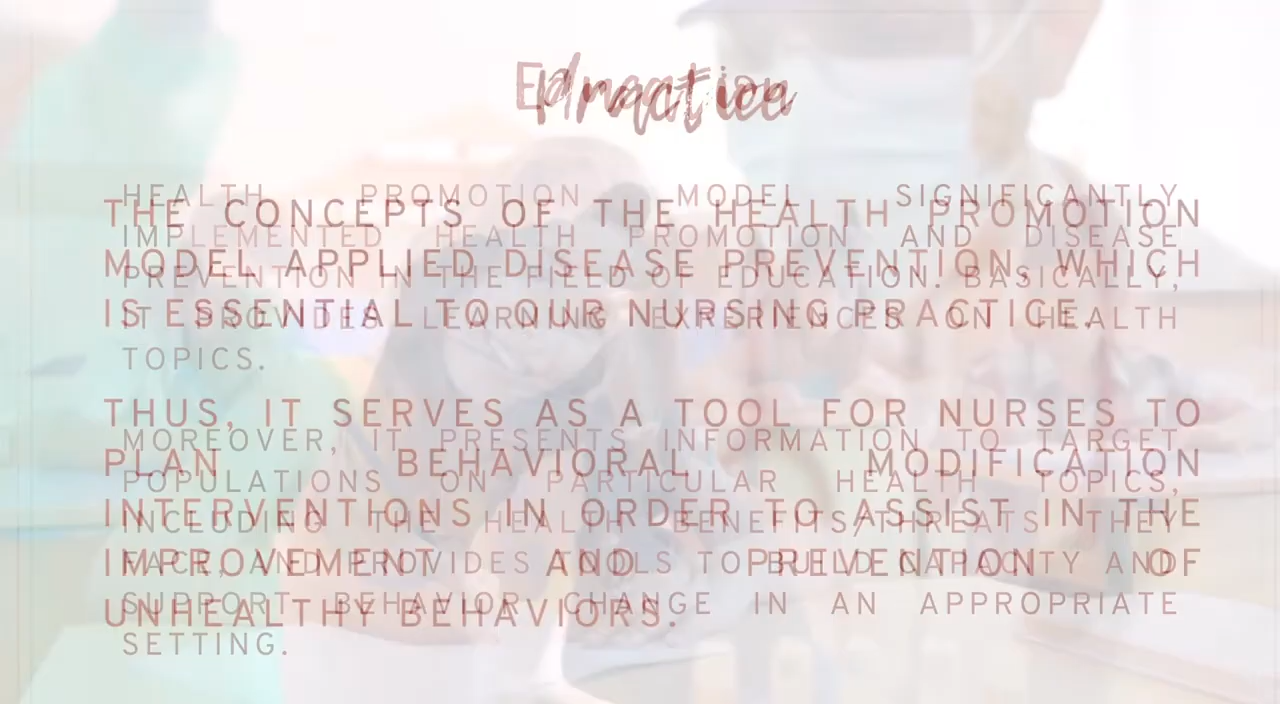 Education
HEALTH PROMOTION MODEL SIGNIFICANTLY
IMPLEMENTED HEALTH PROMOTION AND DISEASE
PREVENTION IN THE FIELD OF EDUCATION. BASICALLY,
IT PROVIDES LEARNING EXPERIENCES ON HEALTH
TOPICS.
MOREOVER, IT PRESENTS INFORMATION TO TARGET
POPULATIONS ON PARTICULAR HEALTH TOPICS,
INCLUDING THE HEALTH BENEFITS/THREATS THEY
FACE, AND PROVIDES TOOLS TO BUILD CAPACITY AND
SUPPORT BEHAVIOR CHANGE IN AN APPROPRIATE
SETTING.
Practice
THE CONCEPTS OF THE HEALTH PROMOTION
MODEL APPLIED DISEASE PREVENTION, WHICH
IS ESSENTIAL TO OUR NURSING PRACTICE.
THUS, IT SERVES AS A TOOL FOR NURSES TO
PLAN BEHAVIORAL MODIFICATION
INTERVENTIONS IN ORDER TO ASSIST IN THE
IMPROVEMENT AND PREVENTION OF
UNHEALTHY BEHAVIORS.